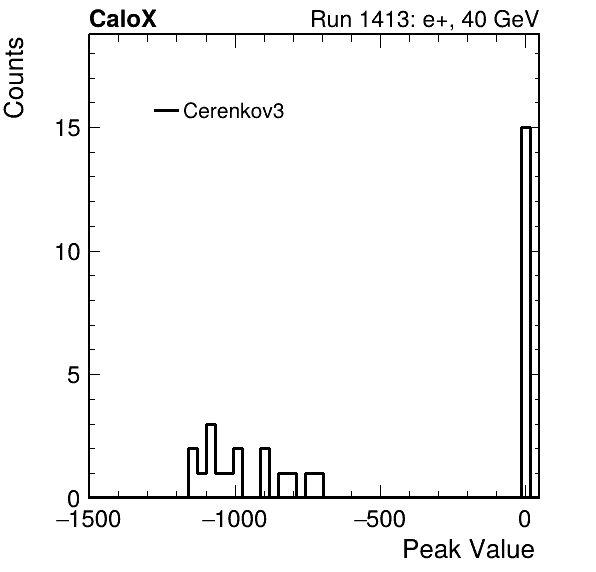 CaloX Run 1413: e+, 40 GeV
Counts
Cerenkov3
15
10
5
0
−1500 −1000 −500 0
Peak Value